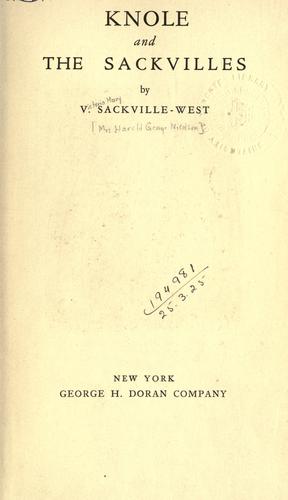 KNOLE
and
THE SACKVILLES
by
V. SACKVILLE-WEST
[Mrs Harold George Nicolson]
194981
25.3.25
NEW YORK
GEORGE H. DORAN COMPANY